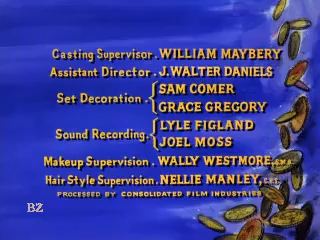 Casting Supervisor . WILLIAM MAYBERY
Assistant Director . J. WALTER DANIELS
Set Decoration . { SAM COMER
GRACE GREGORY
Sound Recording. { LYLE FIGLAND
JOEL MOSS
Makeup Supervision . WALLY WESTMORE,
Hair Style Supervision . NELLIE MANLEY,
PROCESSED BY CONSOLIDATED FILM INDUSTRIES
BZ